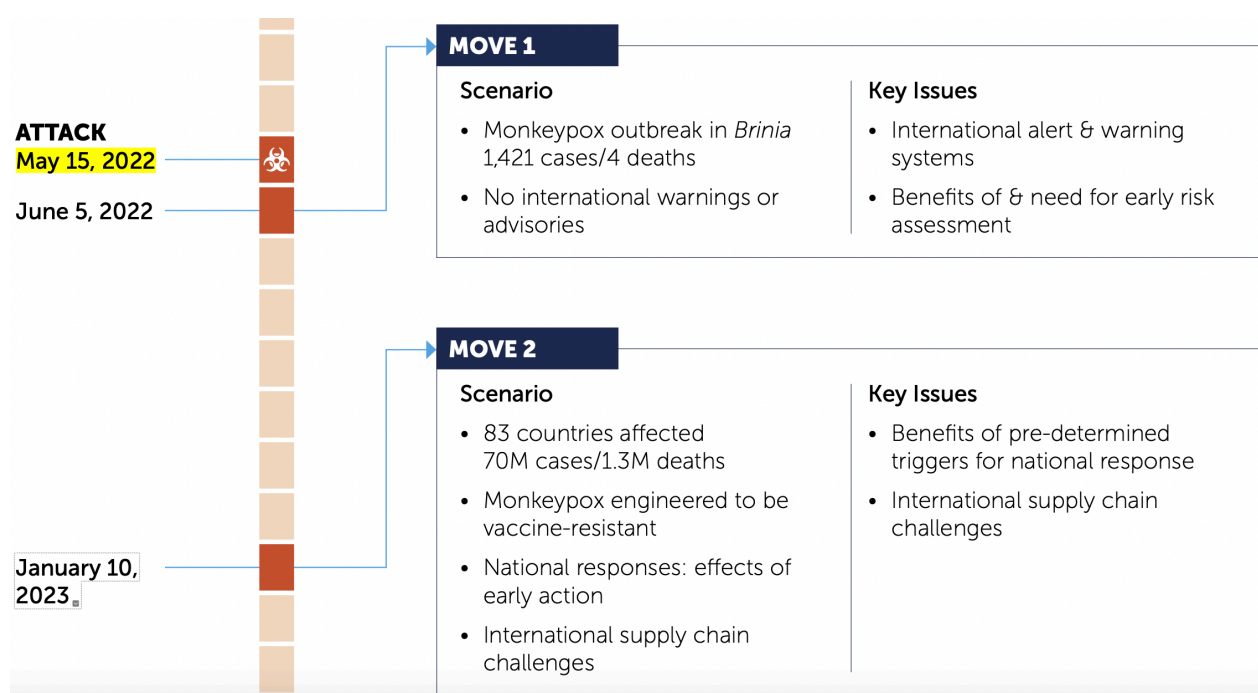 ATTACK
May 15, 2022
June 5, 2022
January 10,
2023
MOVE 1
Scenario
• Monkeypox outbreak in Brinia
1,421 cases/4 deaths
• No international warnings or
advisories
Key Issues
• International alert & warning
systems
• Benefits of & need for early risk
assessment
MOVE 2
Scenario
• 83 countries affected
70M cases/1.3M deaths
• Monkeypox engineered to be
vaccine-resistant
• National responses: effects of
early action
• International supply chain
challenges
Key Issues
• Benefits of pre-determined
triggers for national response
• International supply chain
challenges